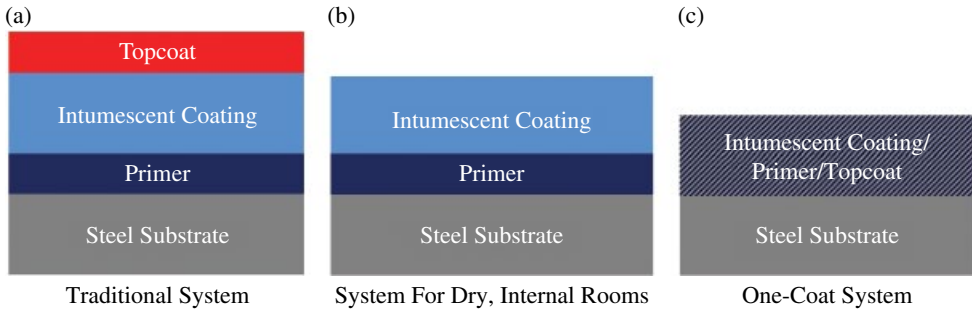 (a)
Topcoat
Intumescent Coating
Primer
Steel Substrate
Traditional System
(b)
Intumescent Coating
Primer
Steel Substrate
System For Dry, Internal Rooms
(c)
Intumescent Coating/
Primer/Topcoat
Steel Substrate
One-Coat System